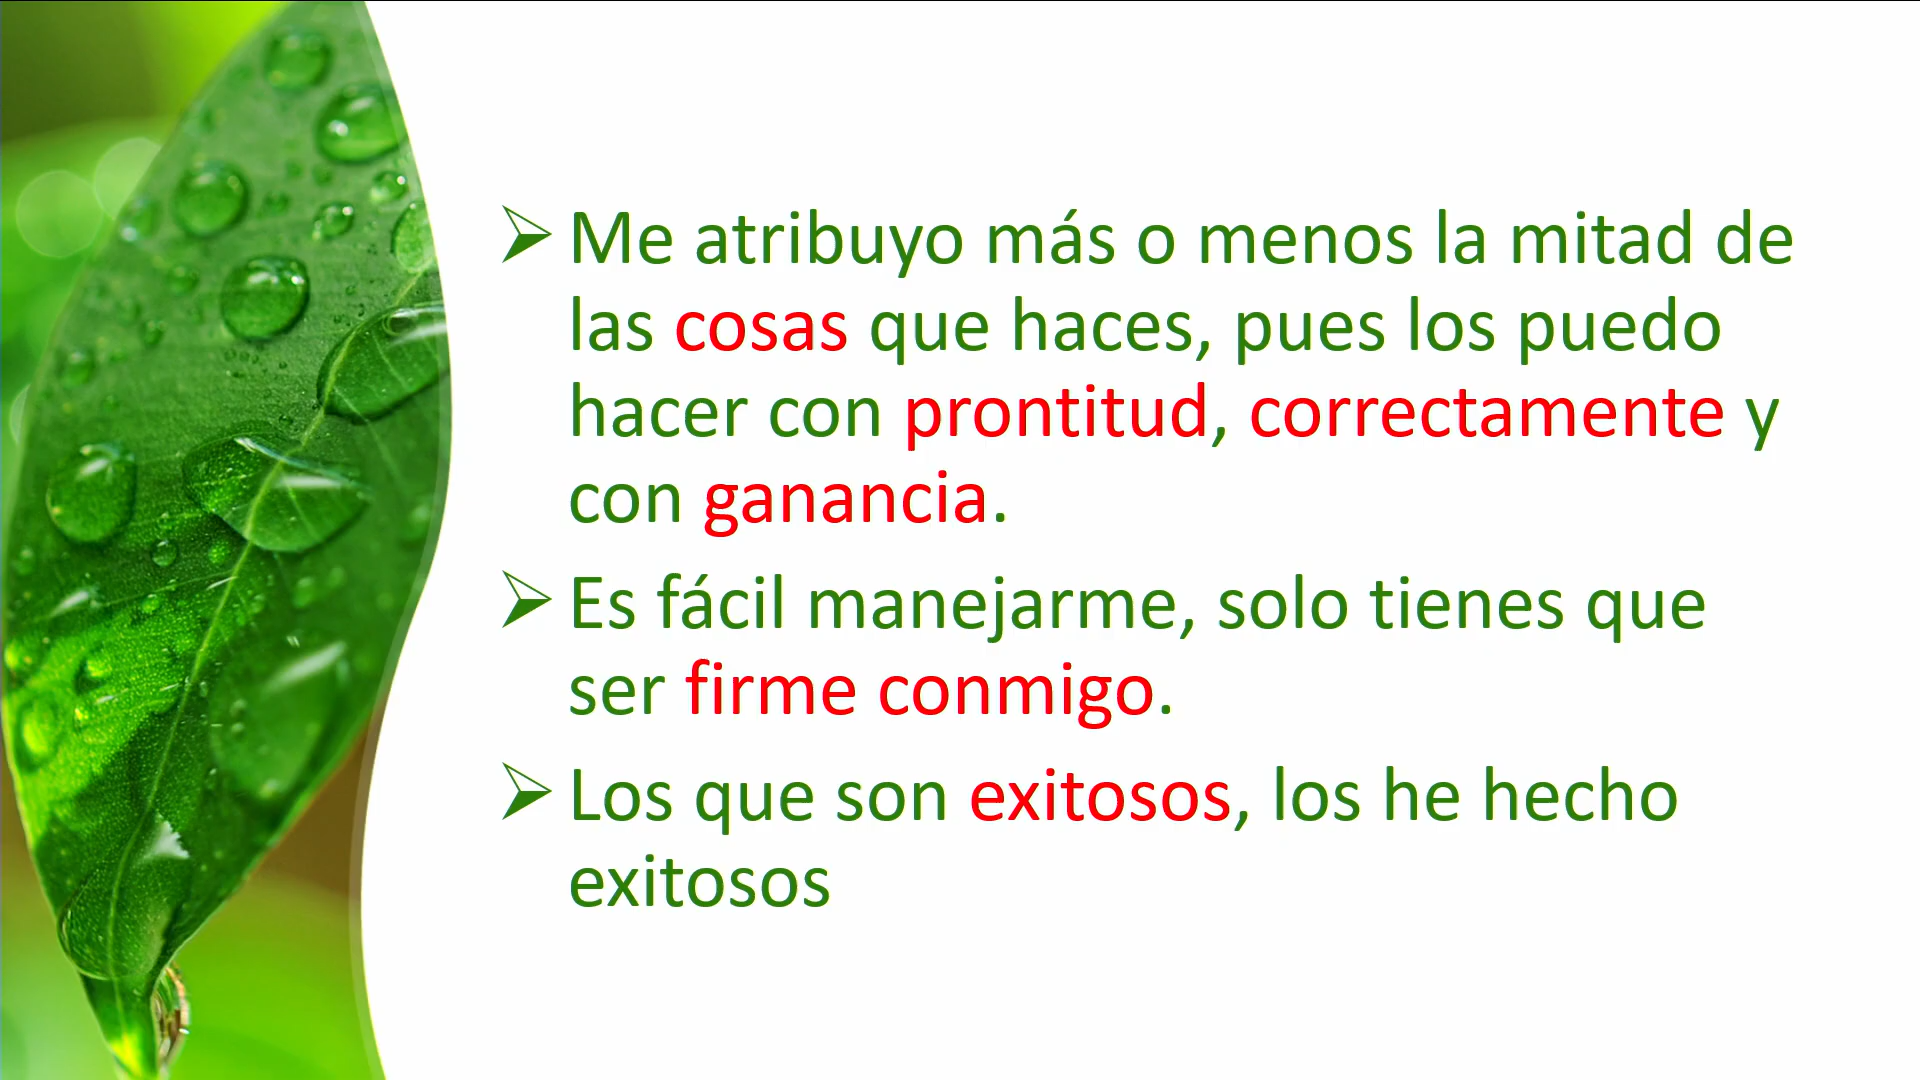 Me atribuyo más o menos la mitad de
las cosas que haces, pues los puedo
hacer con prontitud, correctamente y
con ganancia.
Es fácil manejarme, solo tienes que
ser firme conmigo.
Los que son exitosos, los he hecho
exitosos